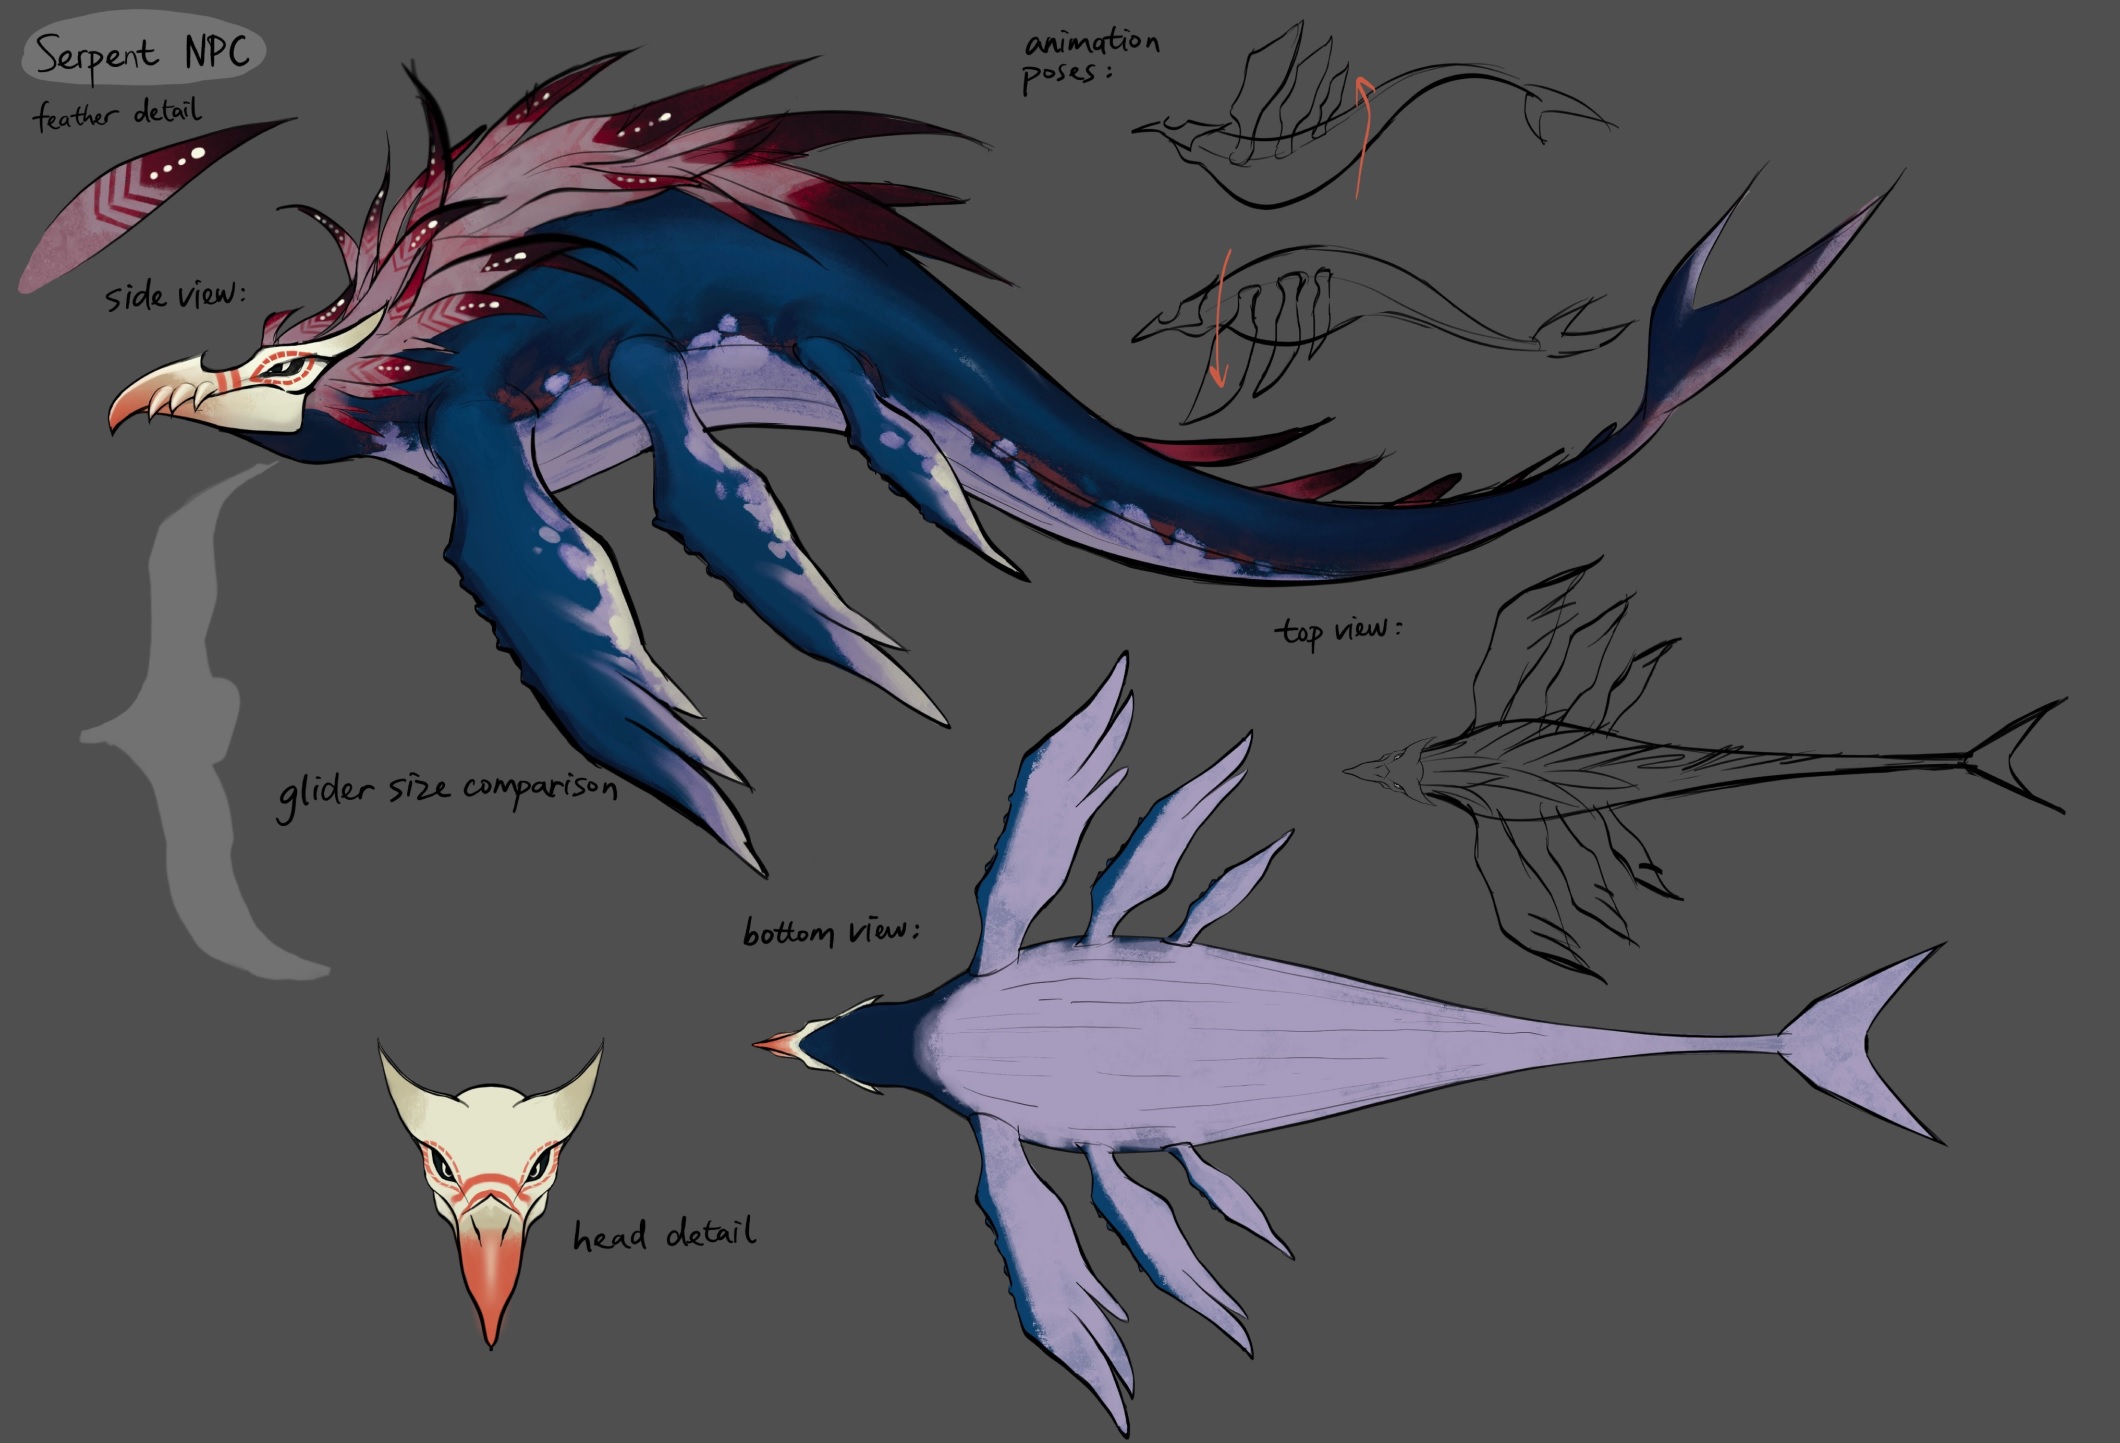 Serpent NPC
feather detail
side view:
animation
poses:
top view:
glider size comparison
bottom view:
head detail